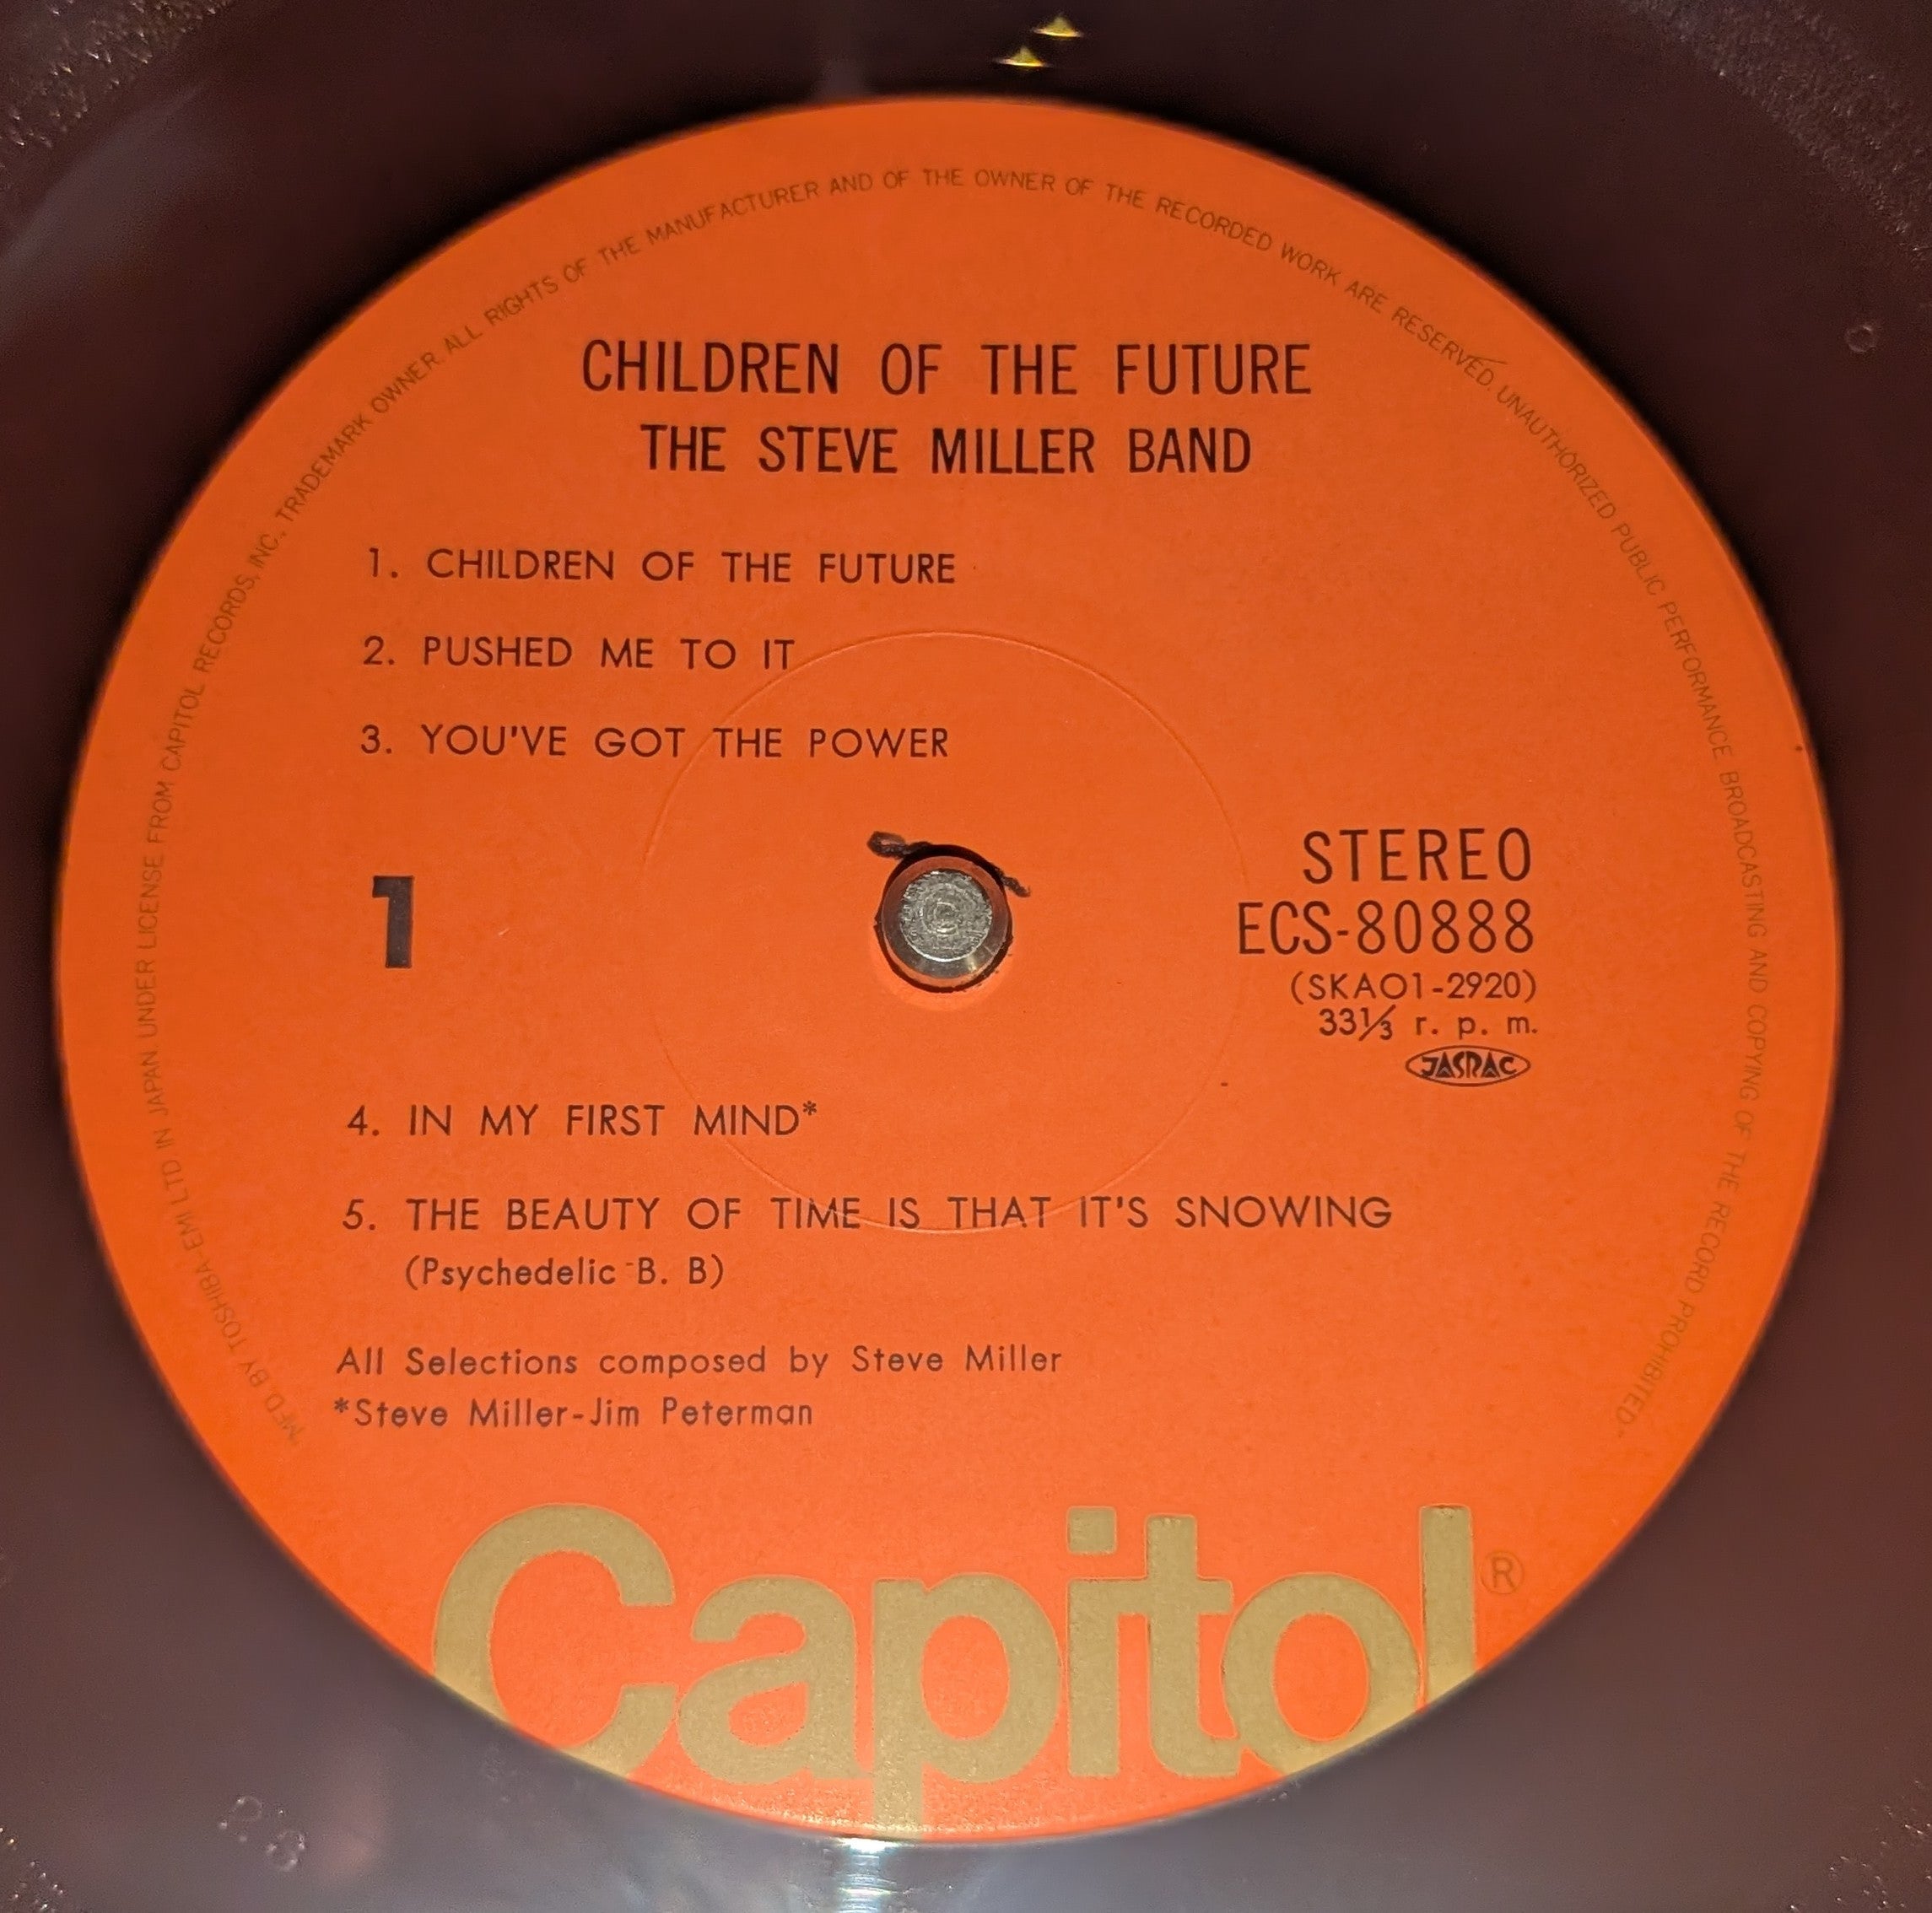 "MF'D BY TOSHIBA-EMI LTD IN JAPAN UNDER LICENSE FROM CAPITOL RECORDS, INC., TRADEMARK OWNER. ALL RIGHTS OF THE MANUFACTURER AND OF THE OWNER OF THE RECORDED WORK ARE RESERVED. UNAUTHORIZED PUBLIC PERFORMANCE BROADCASTING AND COPYING OF THE RECORD PROHIBITED"
CHILDREN OF THE FUTURE
THE STEVE MILLER BAND
1. CHILDREN OF THE FUTURE
2. PUSHED ME TO IT
3. YOU'VE GOT THE POWER
1
STEREO
ECS-80888
(SKAO1-2920)
33⅓ r. p. m.
JASRAC
4. IN MY FIRST MIND*
5. THE BEAUTY OF TIME IS THAT IT'S SNOWING
(Psychedelic B. B)
All Selections composed by Steve Miller
*Steve Miller-Jim Peterman
Capitol®